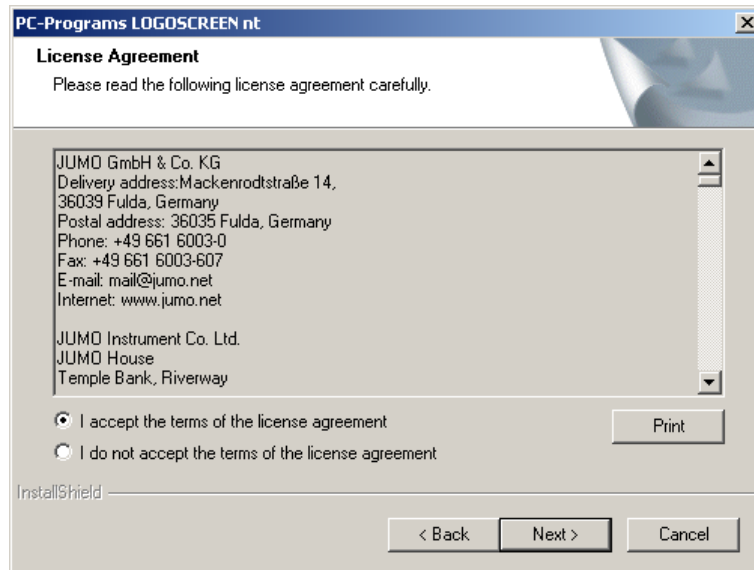 PC-Programs LOGOSCREEN nt
License Agreement
Please read the following license agreement carefully.
JUMO GmbH & Co. KG
Delivery address:Mackenrodtstraße 14,
36039 Fulda, Germany
Postal address: 36035 Fulda, Germany
Phone: +49 661 6003-0
Fax: +49 661 6003-607
E-mail: mail@jumo.net
Internet: www.jumo.net
JUMO Instrument Co. Ltd.
JUMO House
Temple Bank, Riverway
I accept the terms of the license agreement
Print
I do not accept the terms of the license agreement
InstallShield
< Back
Next >
Cancel